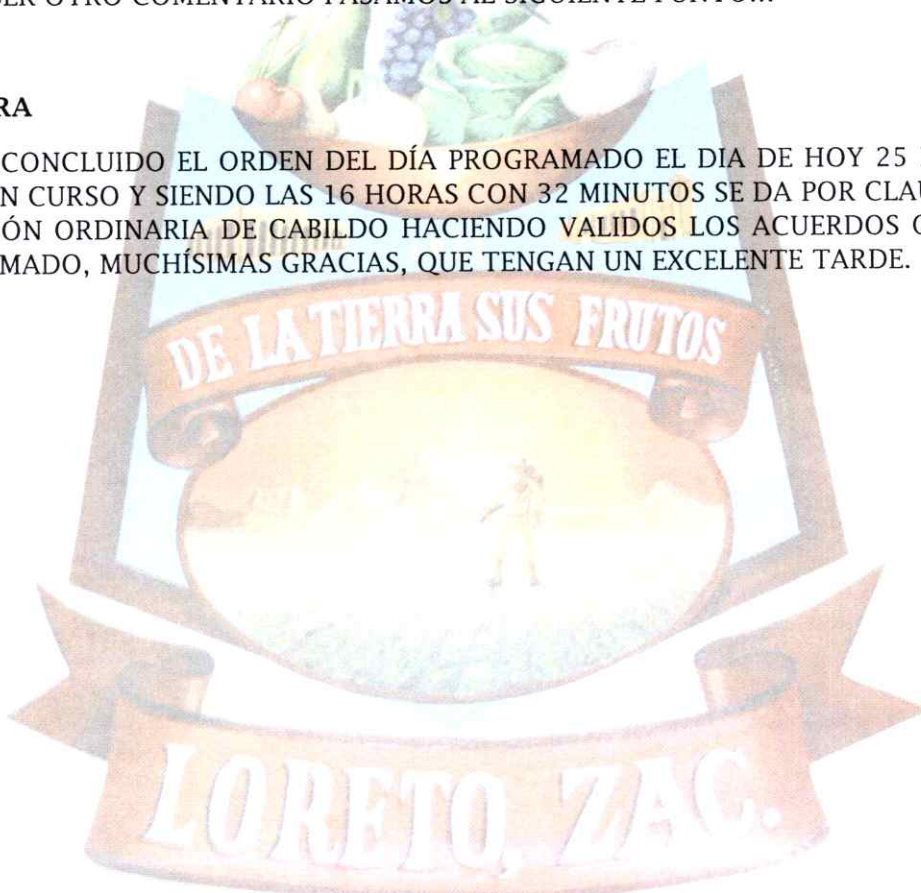 OTRO COMENTARIO PASAMOS AL SIGUIENTE PUNTO...
RA
CONCLUIDO EL ORDEN DEL DÍA PROGRAMADO EL DIA DE HOY 25
N CURSO Y SIENDO LAS 16 HORAS CON 32 MINUTOS SE DA POR CLAU
ÓN ORDINARIA DE CABILDO HACIENDO VALIDOS LOS ACUERDOS
MADO, MUCHÍSIMAS GRACIAS, QUE TENGAN UN EXCELENTE TARDE.
DE LA TIERRA SUS FRUTOS
LORETO, ZAC.